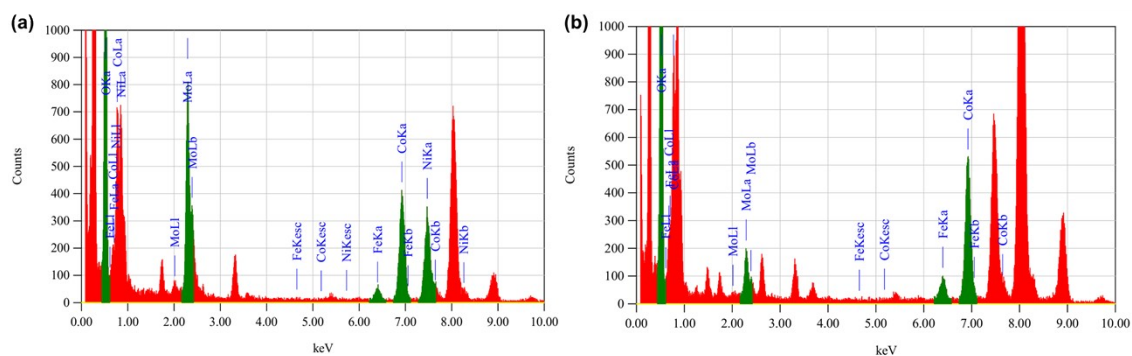 (a)
1000
900
800
700
600
500
400
300
200
100
0
Counts
OKa
FeLl
FeLa
CoLl
CoLa
NiLl
NiLa
MoLl
MoLa
MoLb
FeKesc
CoKesc
NiKesc
FeKa
CoKa
FeKb
NiKa
CoKb
NiKb
0.00 1.00 2.00 3.00 4.00 5.00 6.00 7.00 8.00 9.00 10.00
keV
(b)
1000
900
800
700
600
500
400
300
200
100
0
Counts
OKa
FeLl
CoLl
MoLl
MoLa
MoLb
FeKesc
CoKesc
FeKa
CoKa
FeKb
CoKb
0.00 1.00 2.00 3.00 4.00 5.00 6.00 7.00 8.00 9.00 10.00
keV